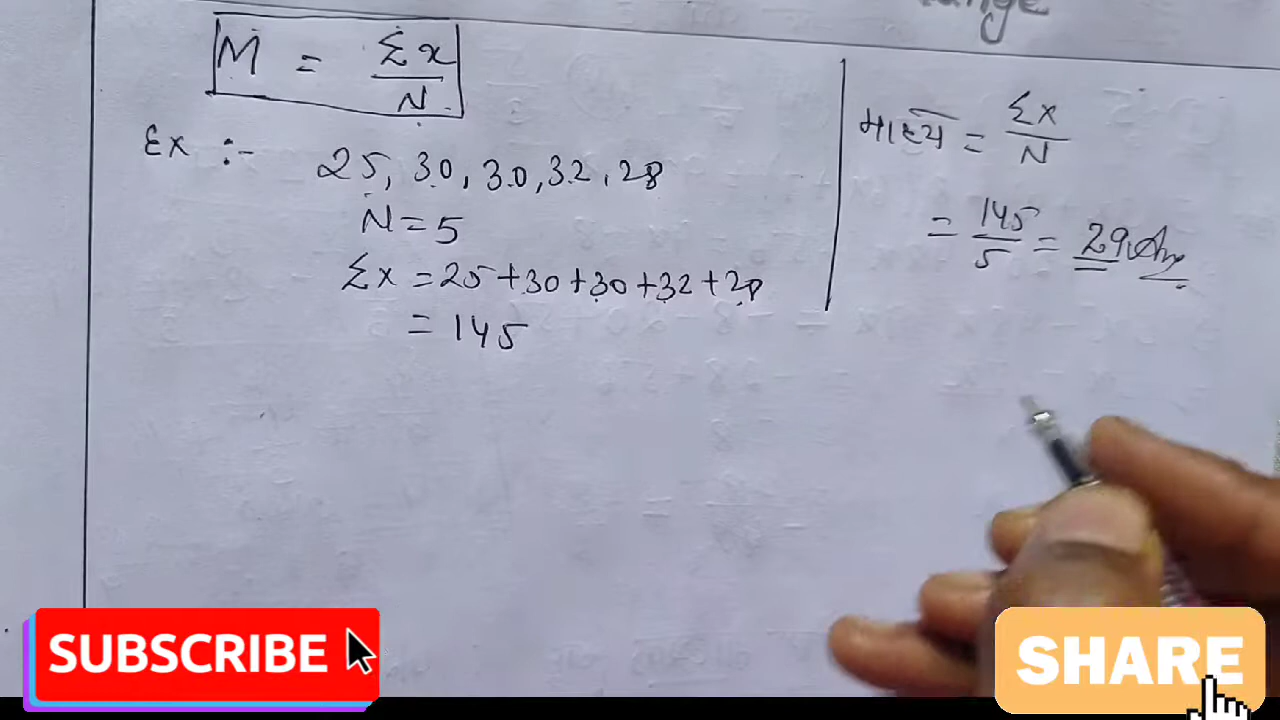 M = Σx
N
Ex :- 25, 30, 30, 32, 28
N = 5
Σx = 25+30+30+32+28
= 145
माध्य = Σx
N
= 145
5
= 29 Ans
SUBSCRIBE
SHARE